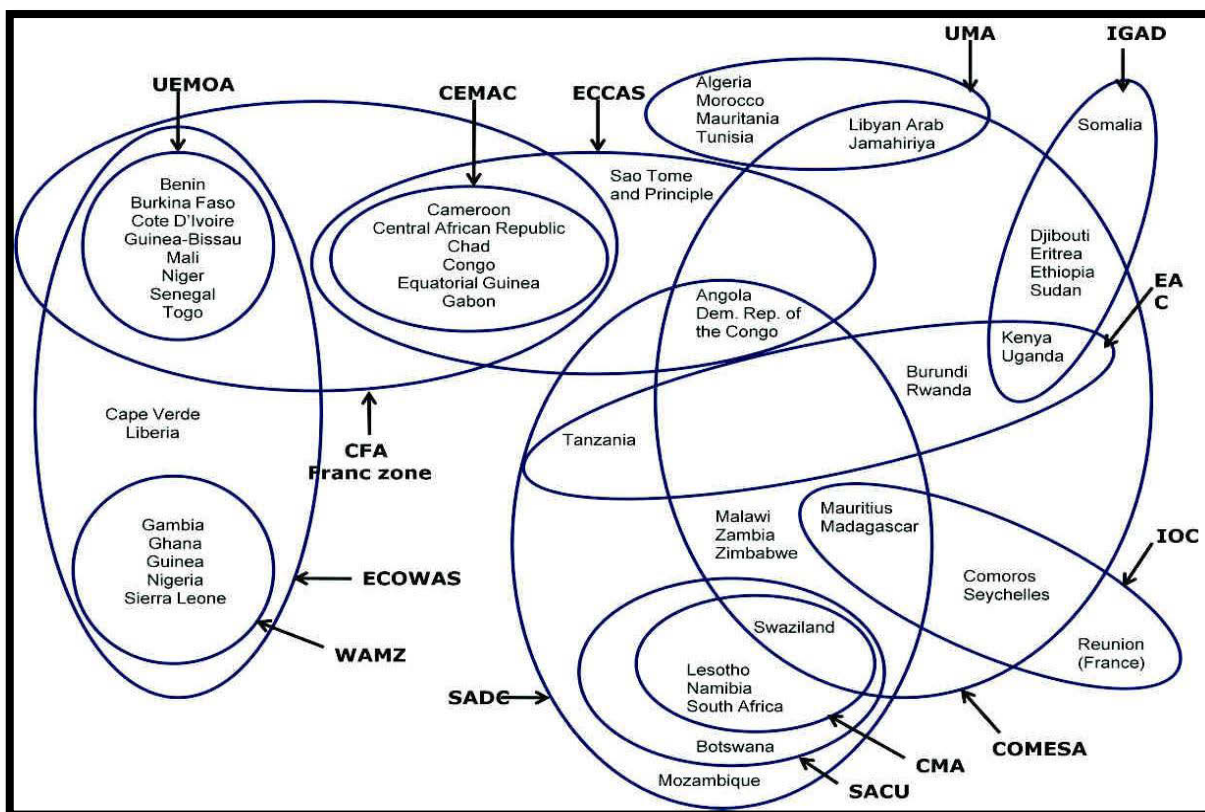 UMA
IGAD
UEMOA
CEMAC
ECCAS
Algeria
Morocco
Mauritania
Tunisia
Libyan Arab
Jamahiriya
Somalia
Benin
Burkina Faso
Cote D'Ivoire
Guinea-Bissau
Mali
Niger
Senegal
Togo
Cameroon
Central African Republic
Chad
Congo
Equatorial Guinea
Gabon
Sao Tome
and Principle
Djibouti
Eritrea
Ethiopia
Sudan
EA
C
Angola
Dem. Rep. of
the Congo
Kenya
Uganda
Burundi
Rwanda
Cape Verde
Liberia
CFA
Franc zone
Tanzania
Gambia
Ghana
Guinea
Nigeria
Sierra Leone
ECOWAS
WAMZ
Malawi
Zambia
Zimbabwe
Mauritius
Madagascar
IOC
Comoros
Seychelles
Reunion
(France)
Swaziland
Lesotho
Namibia
South Africa
SADC
Botswana
Mozambique
CMA
SACU
COMESA